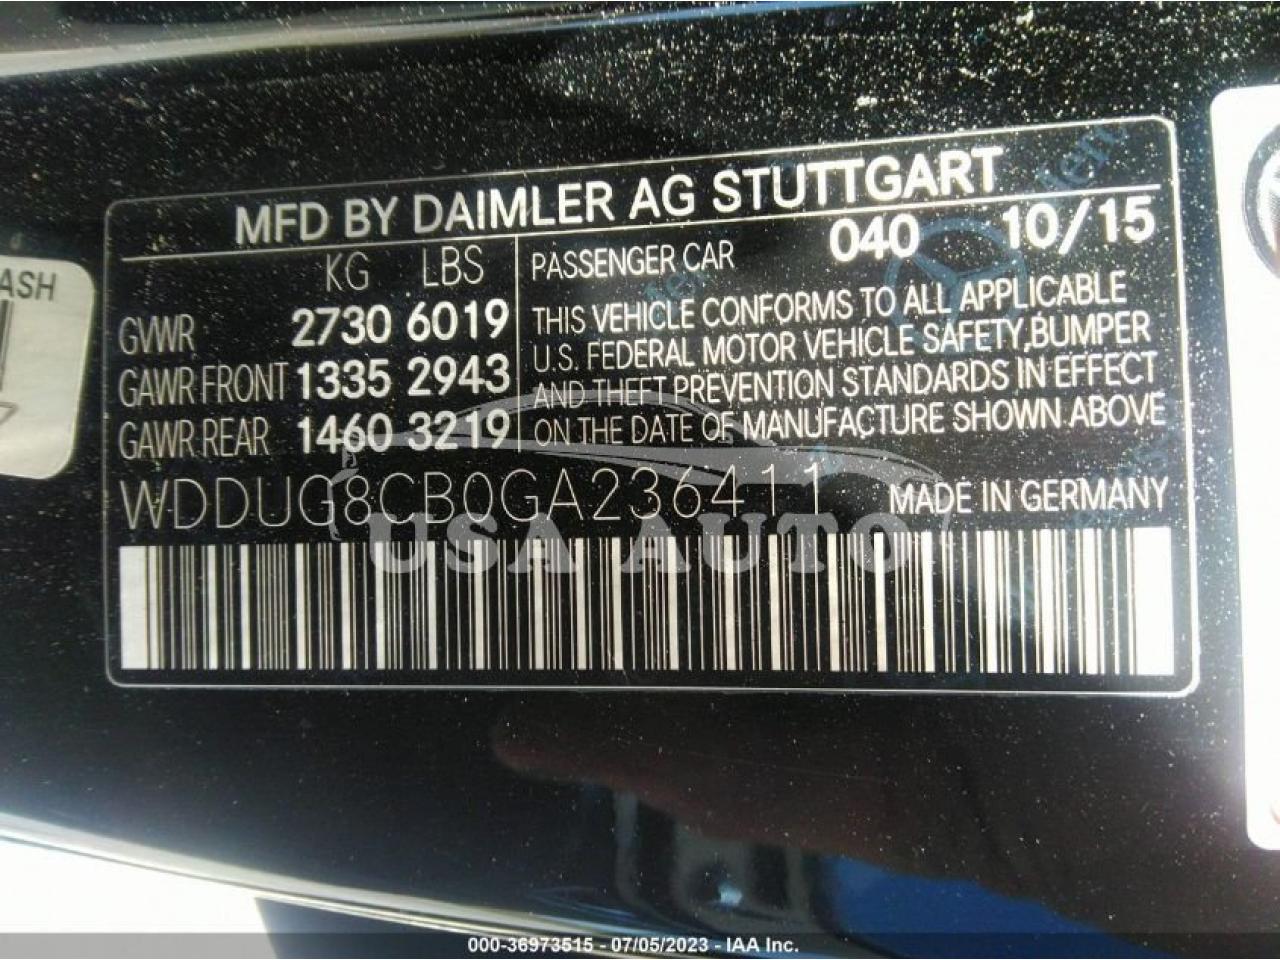 MFD BY DAIMLER AG STUTTGART
KG LBS
PASSENGER CAR 040 10/15
GVWR 2730 6019
GAWR FRONT 1335 2943
GAWR REAR 1460 3219
THIS VEHICLE CONFORMS TO ALL APPLICABLE
U.S. FEDERAL MOTOR VEHICLE SAFETY,BUMPER
AND THEFT PREVENTION STANDARDS IN EFFECT
ON THE DATE OF MANUFACTURE SHOWN ABOVE
WDDUG8CB0GA236411 MADE IN GERMANY
USA AUTO
ASH
000-36973515 - 07/05/2023 - IAA Inc.